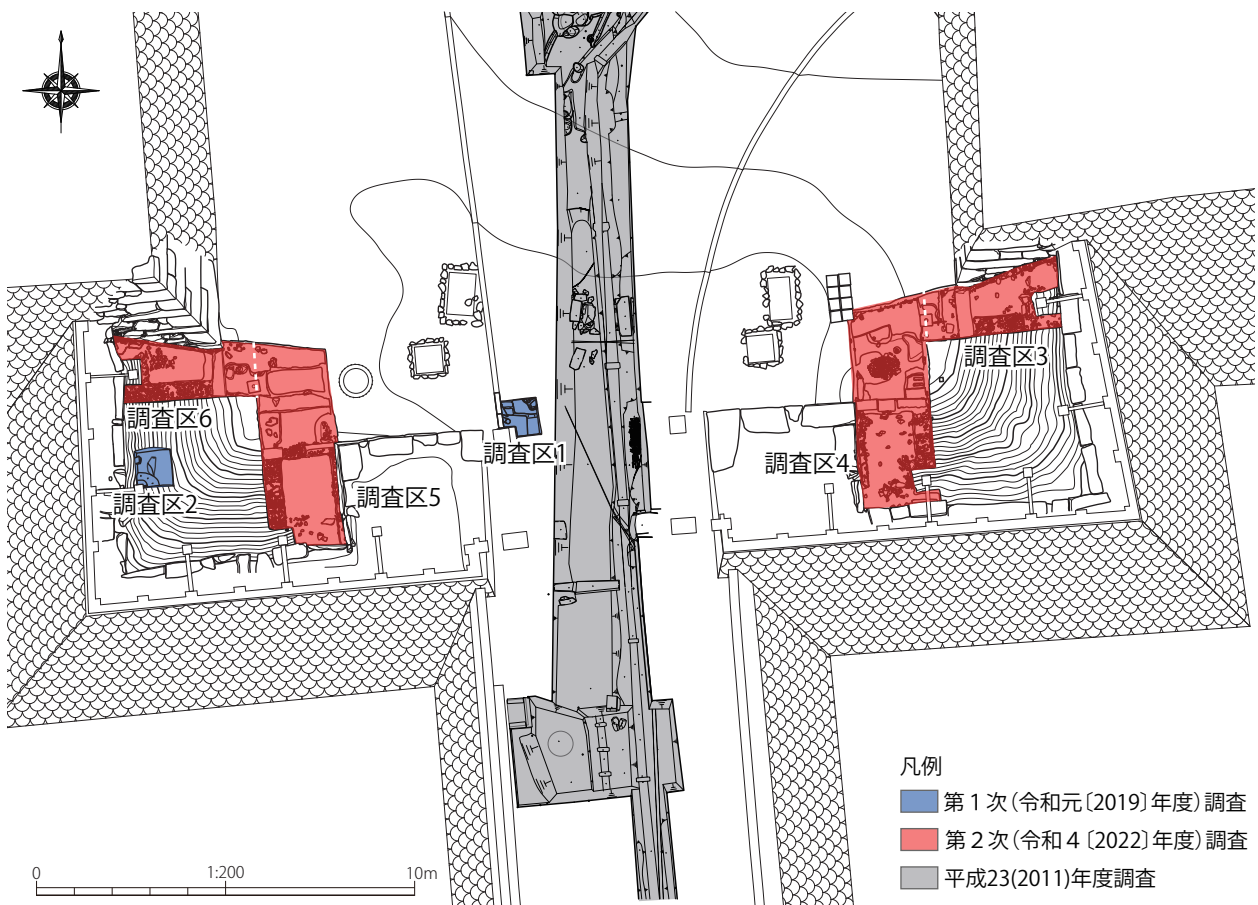 調査区3
調査区6
調査区1
調査区4
調査区2
調査区5
凡例
第1次(令和元〔2019〕年度)調査
第2次(令和4〔2022〕年度)調査
平成23(2011)年度調査
0 1:200 10m